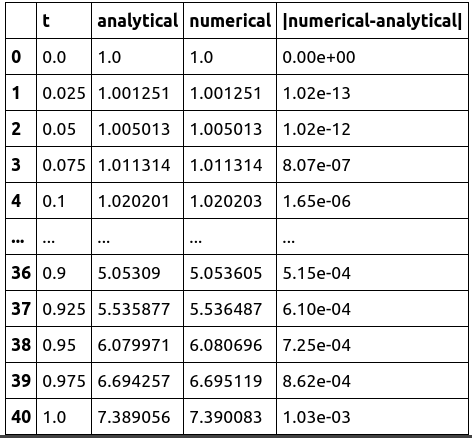 t analytical numerical |numerical-analytical|
0 0.0 1.0 1.0 0.00e+00
1 0.025 1.001251 1.001251 1.02e-13
2 0.05 1.005013 1.005013 1.02e-12
3 0.075 1.011314 1.011314 8.07e-07
4 0.1 1.020201 1.020203 1.65e-06
... ... ... ... ...
36 0.9 5.05309 5.053605 5.15e-04
37 0.925 5.535877 5.536487 6.10e-04
38 0.95 6.079971 6.080696 7.25e-04
39 0.975 6.694257 6.695119 8.62e-04
40 1.0 7.389056 7.390083 1.03e-03